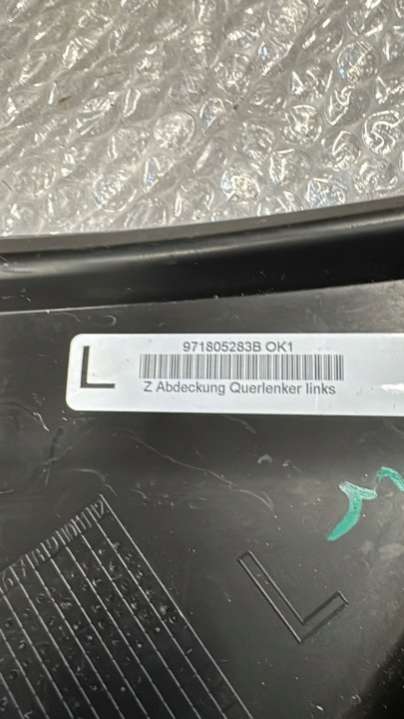 971805283B OK1
L
Z Abdeckung Querlenker links
L